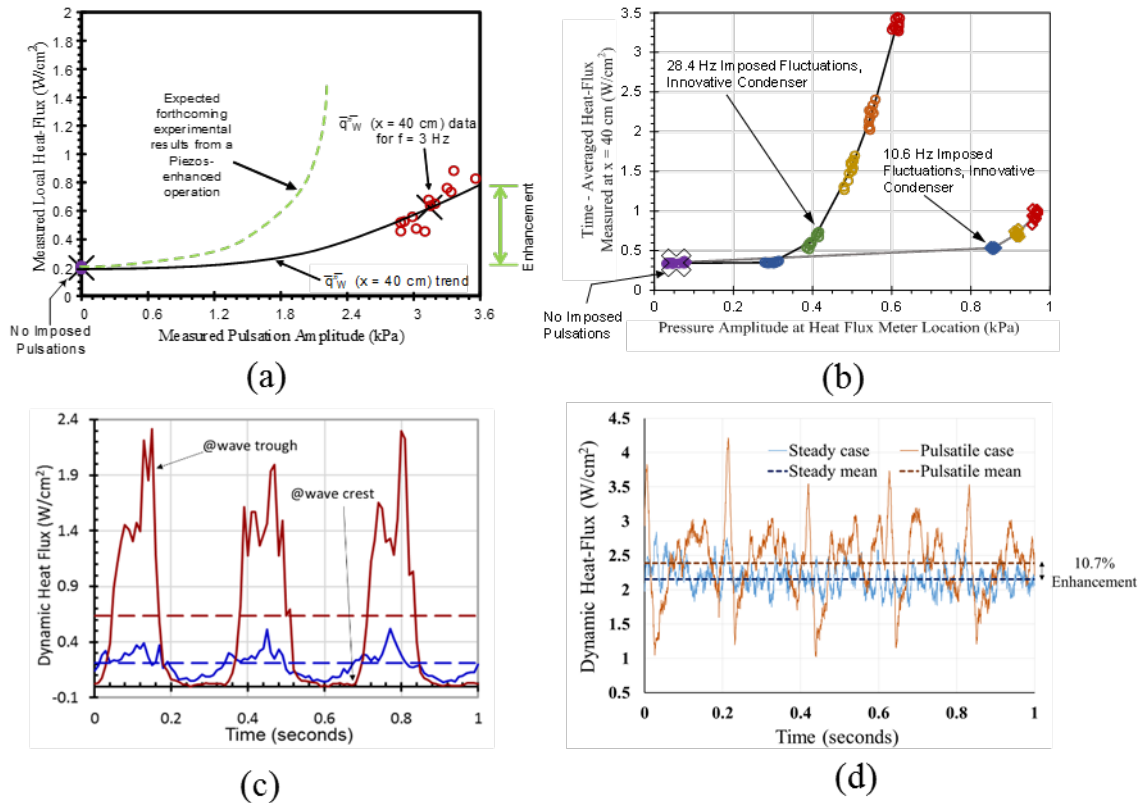 2
1.8
1.6
1.4
1.2
1
0.8
0.6
0.4
0.2
0
Measured Local Heat-Flux (W/cm²)
Expected
forthcoming
experimental
results from a
Piezos-
enhanced
operation
q̅"W (x = 40 cm) data
for f = 3 Hz
q̅"W (x = 40 cm) trend
Enhancement
0 0.6 1.2 1.8 2.4 3 3.6
Measured Pulsation Amplitude (kPa)
No Imposed
Pulsations
(a)
3.5
3
2.5
2
1.5
1
0.5
0
Time - Averaged Heat-Flux
Measured at x = 40 cm (W/cm²)
28.4 Hz Imposed Fluctuations,
Innovative Condenser
10.6 Hz Imposed
Fluctuations, Innovative
Condenser
0 0.2 0.4 0.6 0.8 1
No Imposed
Pulsations
Pressure Amplitude at Heat Flux Meter Location (kPa)
(b)
2.4
1.9
1.4
0.9
0.4
-0.1
Dynamic Heat Flux (W/cm²)
@wave trough
@wave crest
0 0.2 0.4 0.6 0.8 1
Time (seconds)
(c)
4.5
4
3.5
3
2.5
2
1.5
1
0.5
Dynamic Heat-Flux (W/cm²)
Steady case Pulsatile case
Steady mean Pulsatile mean
10.7%
Enhancement
0 0.2 0.4 0.6 0.8 1
Time (seconds)
(d)